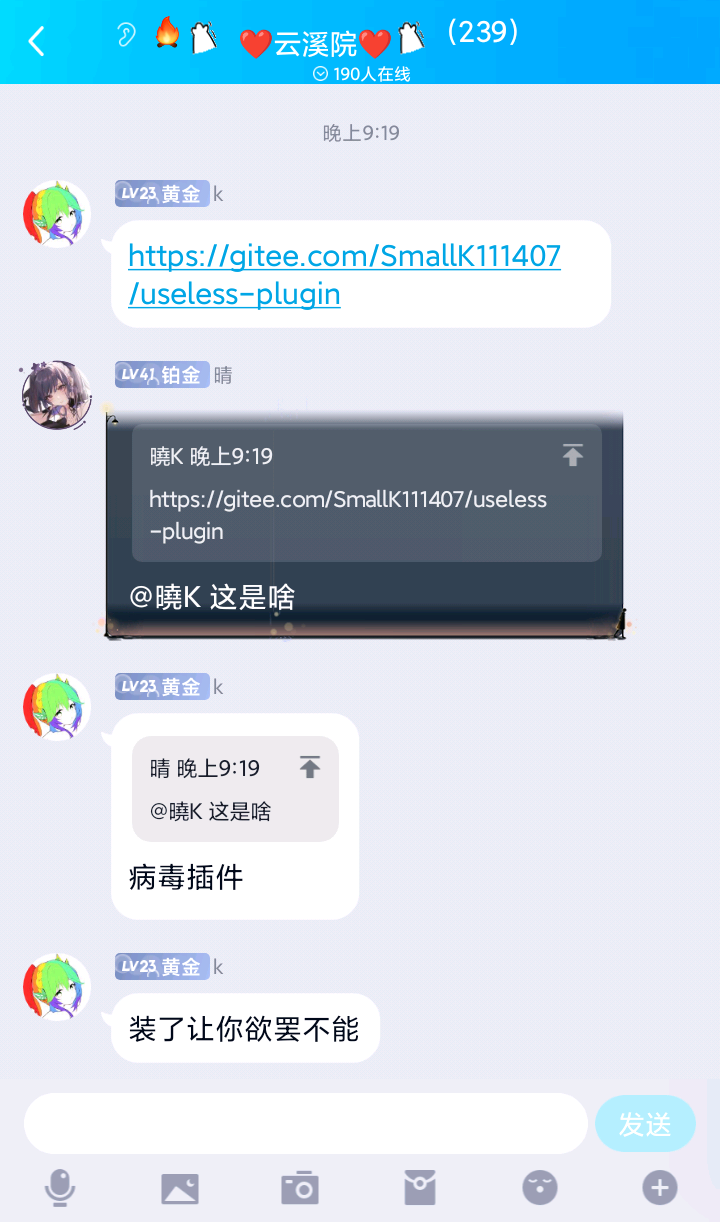 ❤️云溪院❤️ (239)
190人在线
晚上9:19
LV23 黄金 k
https://gitee.com/SmallK111407
/useless-plugin
LV41 铂金 晴
曉K 晚上9:19
https://gitee.com/SmallK111407/useless
-plugin
@曉K 这是啥
LV23 黄金 k
晴 晚上9:19
@曉K 这是啥
病毒插件
LV23 黄金 k
装了让你欲罢不能
发送